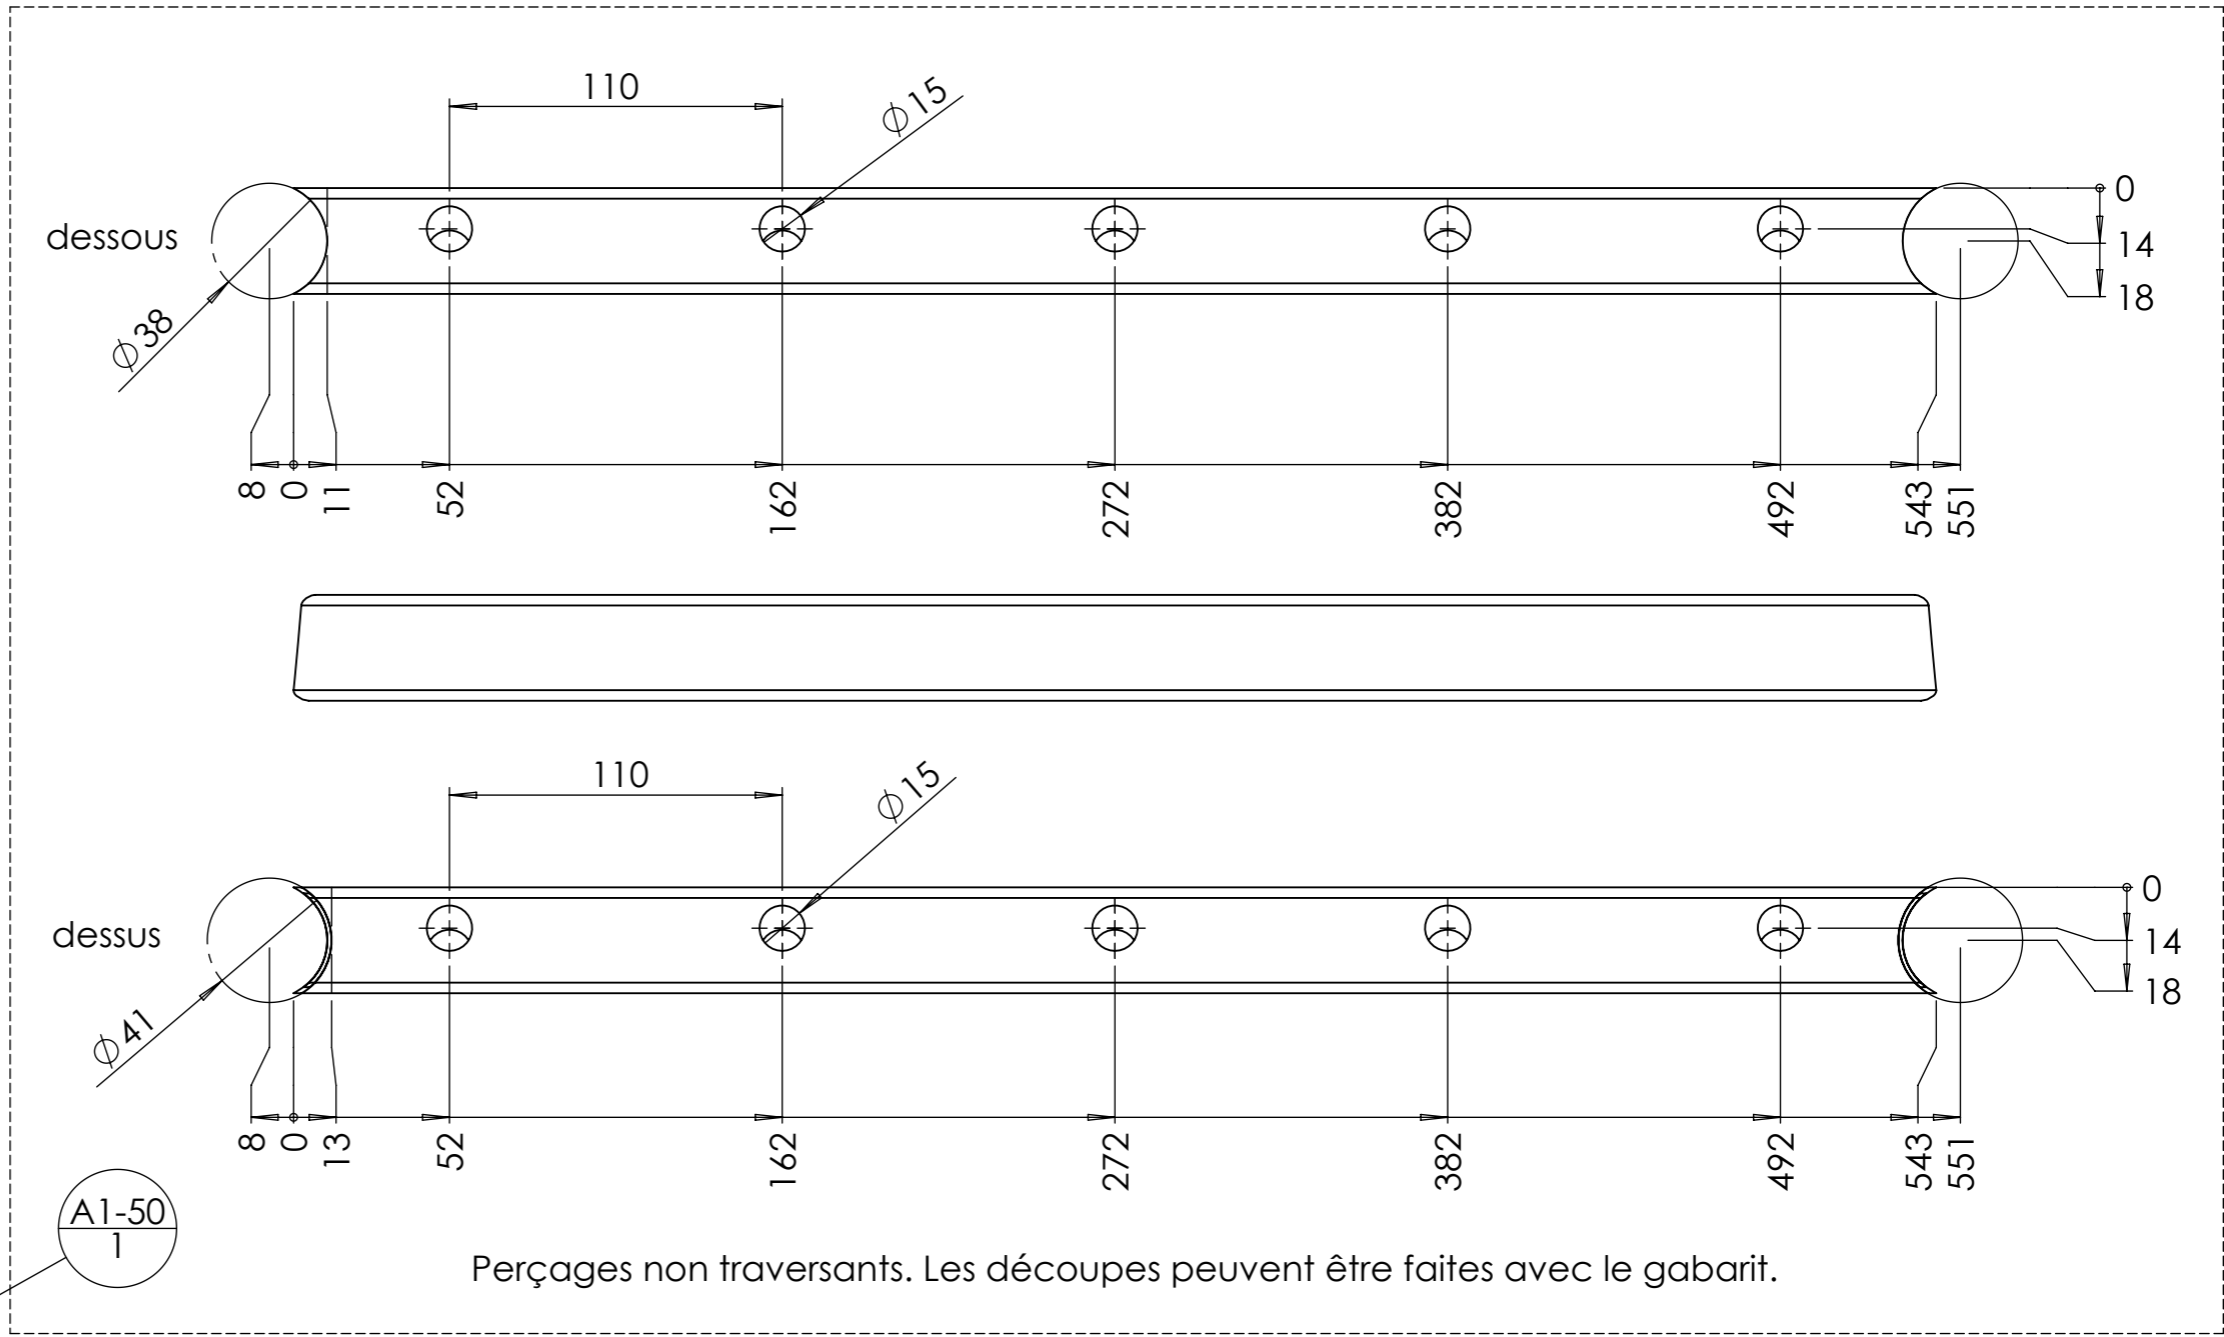 110
⌀15
dessous
0
14
18
⌀38
8 0 11 52 162 272 382 492 543 551
110
⌀15
dessus
0
14
18
⌀41
8 0 13 52 162 272 382 492 543 551
A1-50
1
Perçages non traversants. Les découpes peuvent être faites avec le gabarit.